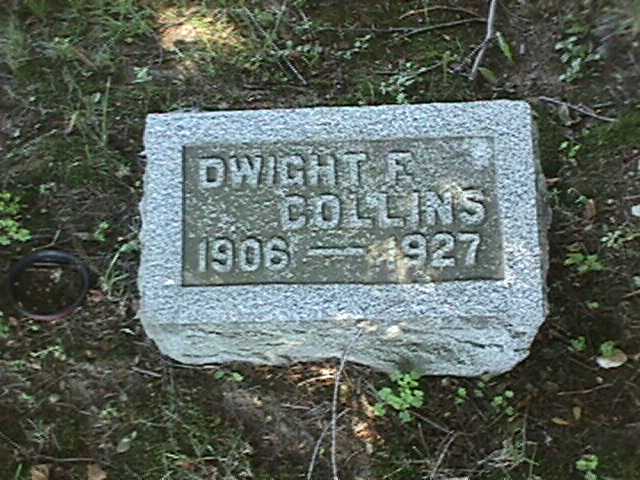 DWIGHT F.
COLLINS
1906 — 1927